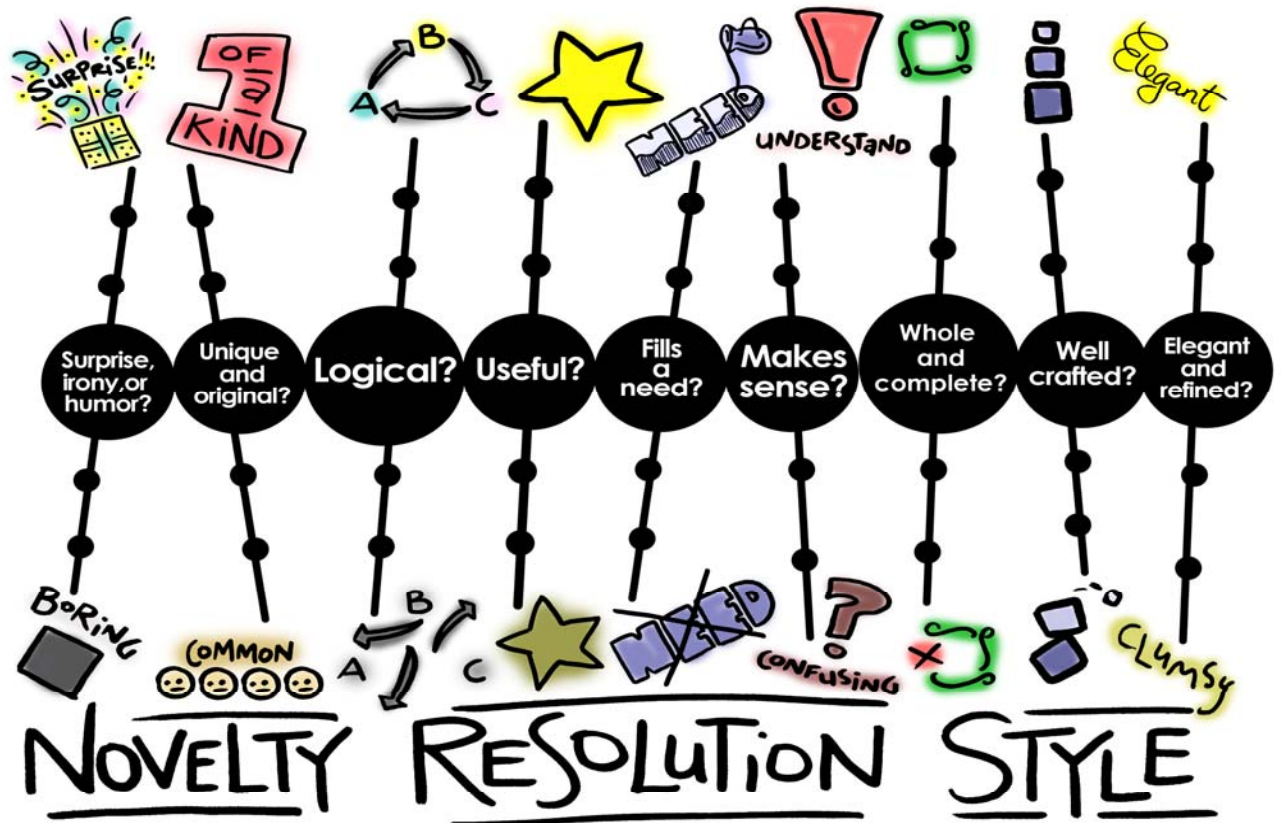 SURPRISE!!!
OF
a
KiND
A
B
C
NEED
UNDERSTaND
Elegant
Surprise,
irony,or
humor?
Unique
and
original?
Logical?
Useful?
Fills
a
need?
Makes
sense?
Whole
and
complete?
Well
crafted?
Elegant
and
refined?
BoRiNG
COMMON
A
B
C
NEED
?
CONFUSiNG
CLUMSy
NOVELTY
RESOLUTiON
STYLE